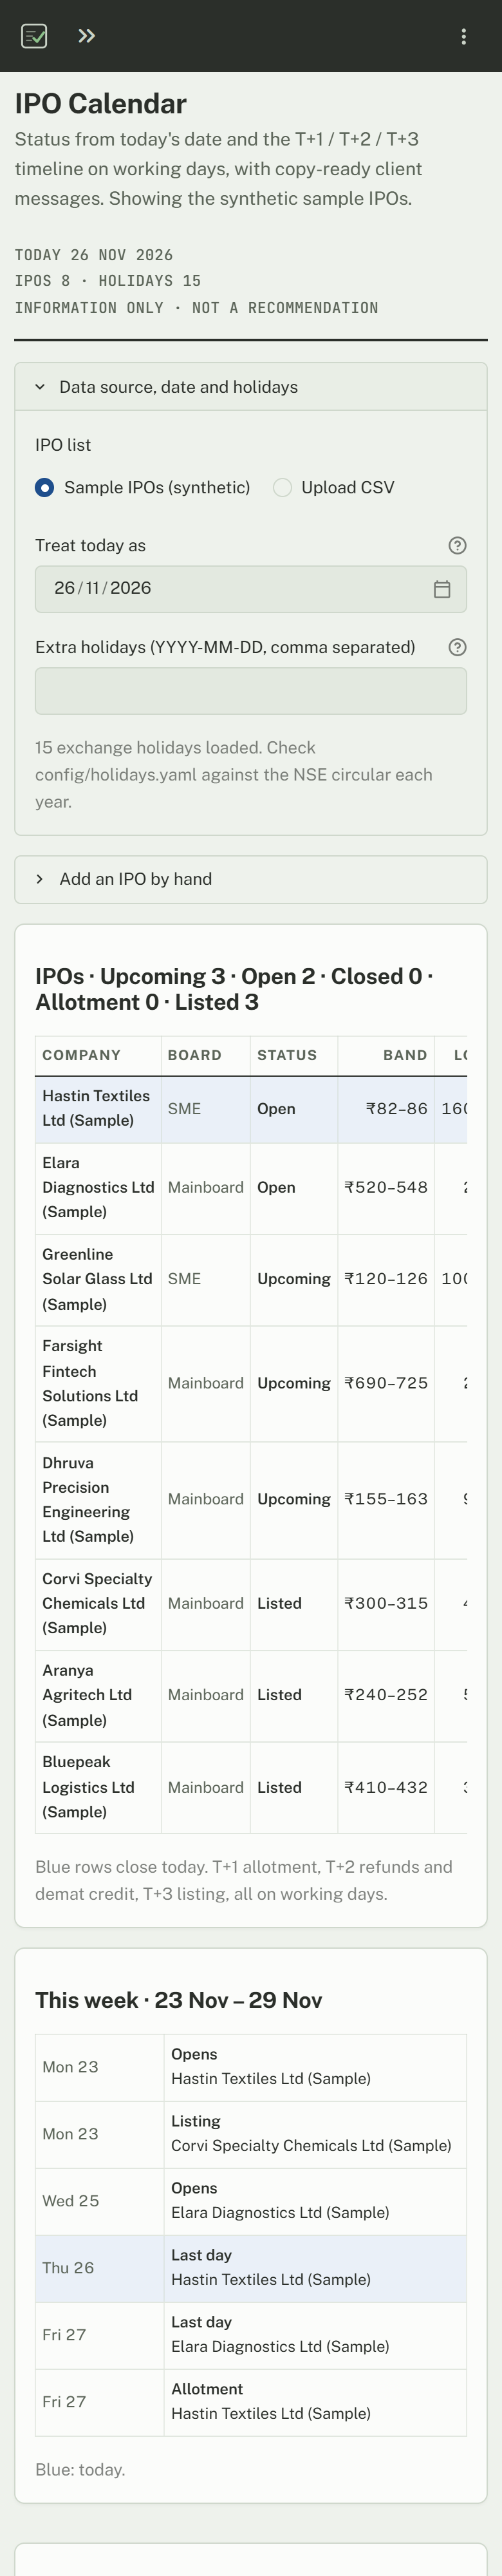 IPO Calendar
Status from today's date and the T+1 / T+2 / T+3
timeline on working days, with copy-ready client
messages. Showing the synthetic sample IPOs.
TODAY 26 NOV 2026
IPOS 8 · HOLIDAYS 15
INFORMATION ONLY · NOT A RECOMMENDATION
Data source, date and holidays
IPO list
Sample IPOs (synthetic) Upload CSV
Treat today as
26/11/2026
Extra holidays (YYYY-MM-DD, comma separated)
15 exchange holidays loaded. Check
config/holidays.yaml against the NSE circular each
year.
Add an IPO by hand
IPOs · Upcoming 3 · Open 2 · Closed 0 ·
Allotment 0 · Listed 3
COMPANY BOARD STATUS BAND
Hastin Textiles
Ltd (Sample) SME Open ₹82–86
Elara
Diagnostics Ltd Mainboard Open ₹520–548
(Sample)
Greenline
Solar Glass Ltd SME Upcoming ₹120–126
(Sample)
Farsight
Fintech
Solutions Ltd Mainboard Upcoming ₹690–725
(Sample)
Dhruva
Precision
Engineering Mainboard Upcoming ₹155–163
Ltd (Sample)
Corvi Specialty
Chemicals Ltd Mainboard Listed ₹300–315
(Sample)
Aranya
Agritech Ltd Mainboard Listed ₹240–252
(Sample)
Bluepeak
Logistics Ltd Mainboard Listed ₹410–432
(Sample)
Blue rows close today. T+1 allotment, T+2 refunds and
demat credit, T+3 listing, all on working days.
This week · 23 Nov – 29 Nov
Mon 23 Opens
Hastin Textiles Ltd (Sample)
Mon 23 Listing
Corvi Specialty Chemicals Ltd (Sample)
Wed 25 Opens
Elara Diagnostics Ltd (Sample)
Thu 26 Last day
Hastin Textiles Ltd (Sample)
Fri 27 Last day
Elara Diagnostics Ltd (Sample)
Fri 27 Allotment
Hastin Textiles Ltd (Sample)
Blue: today.